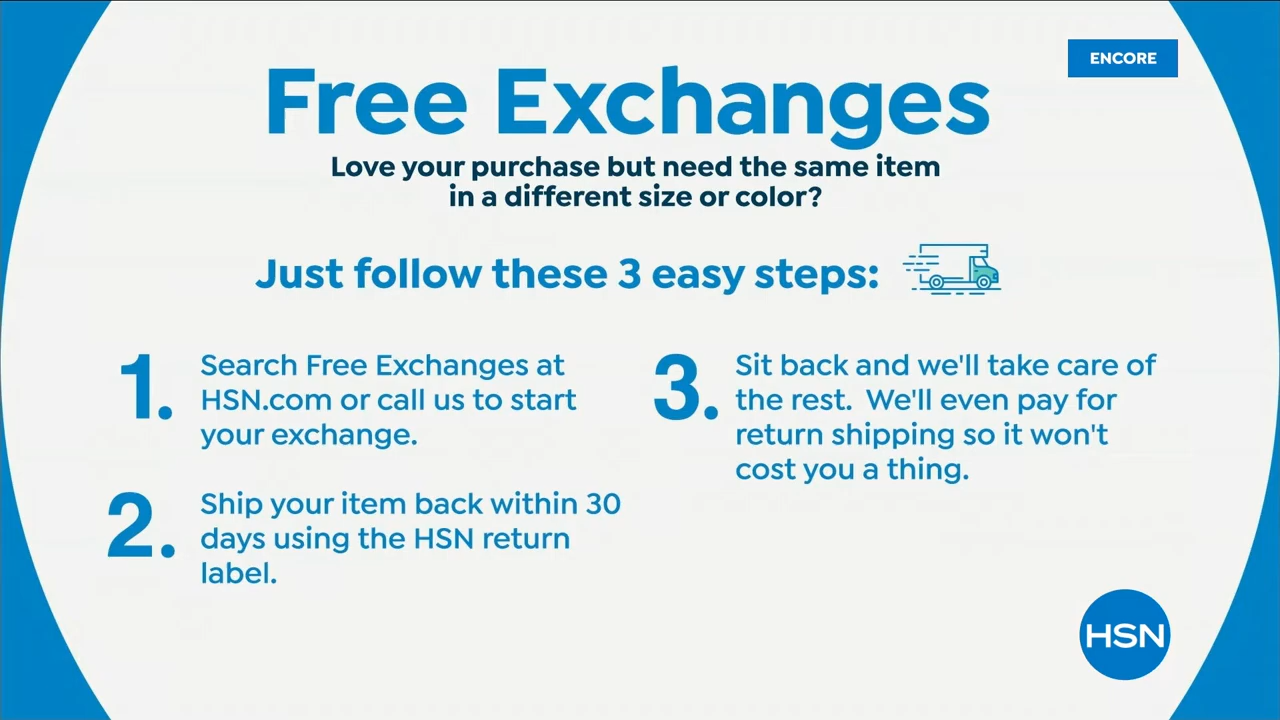 ENCORE
Free Exchanges
Love your purchase but need the same item
in a different size or color?
Just follow these 3 easy steps:
1. Search Free Exchanges at
HSN.com or call us to start
your exchange.
2. Ship your item back within 30
days using the HSN return
label.
3. Sit back and we'll take care of
the rest.  We'll even pay for
return shipping so it won't
cost you a thing.
HSN